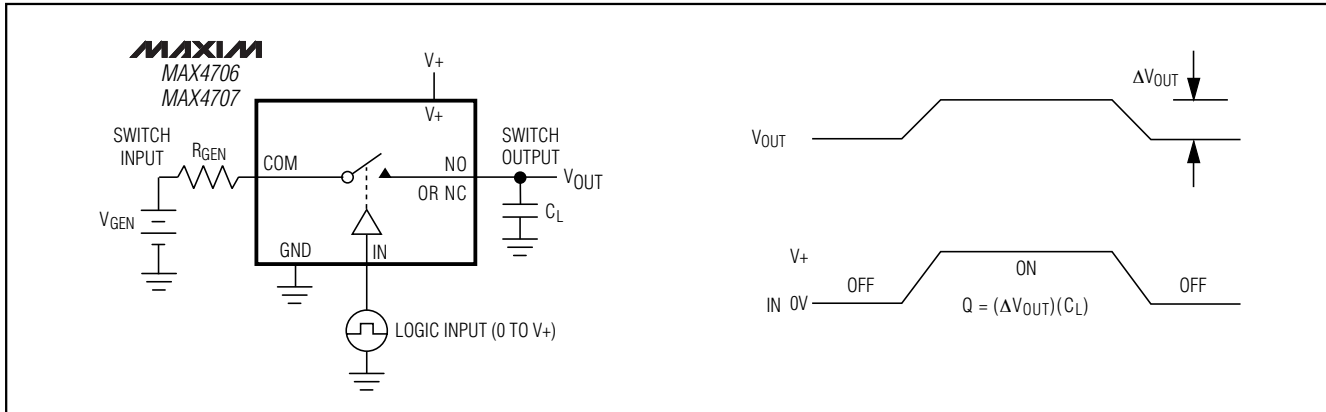 MAXIM
MAX4706
MAX4707
V+
V+
SWITCH
INPUT
RGEN
COM
NO
OR NC
SWITCH
OUTPUT
VOUT
CL
VGEN
GND
IN
LOGIC INPUT (0 TO V+)
ΔVOUT
VOUT
V+
IN 0V
OFF
ON
OFF
Q = (ΔVOUT)(CL)